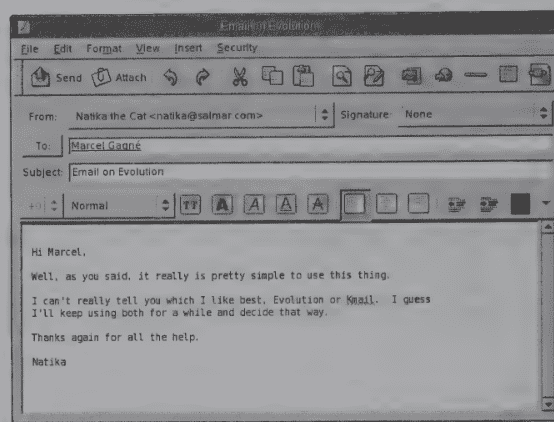 Email on Evolution
File Edit Format View Insert Security
Send Attach
From: Natika the Cat <natika@salmar.com> Signature: None
To: Marcel Gagné
Subject: Email on Evolution
+0 Normal TT A A A A
Hi Marcel,
Well, as you said, it really is pretty simple to use this thing.
I can't really tell you which I like best, Evolution or Kmail. I guess
I'll keep using both for a while and decide that way.
Thanks again for all the help.
Natika